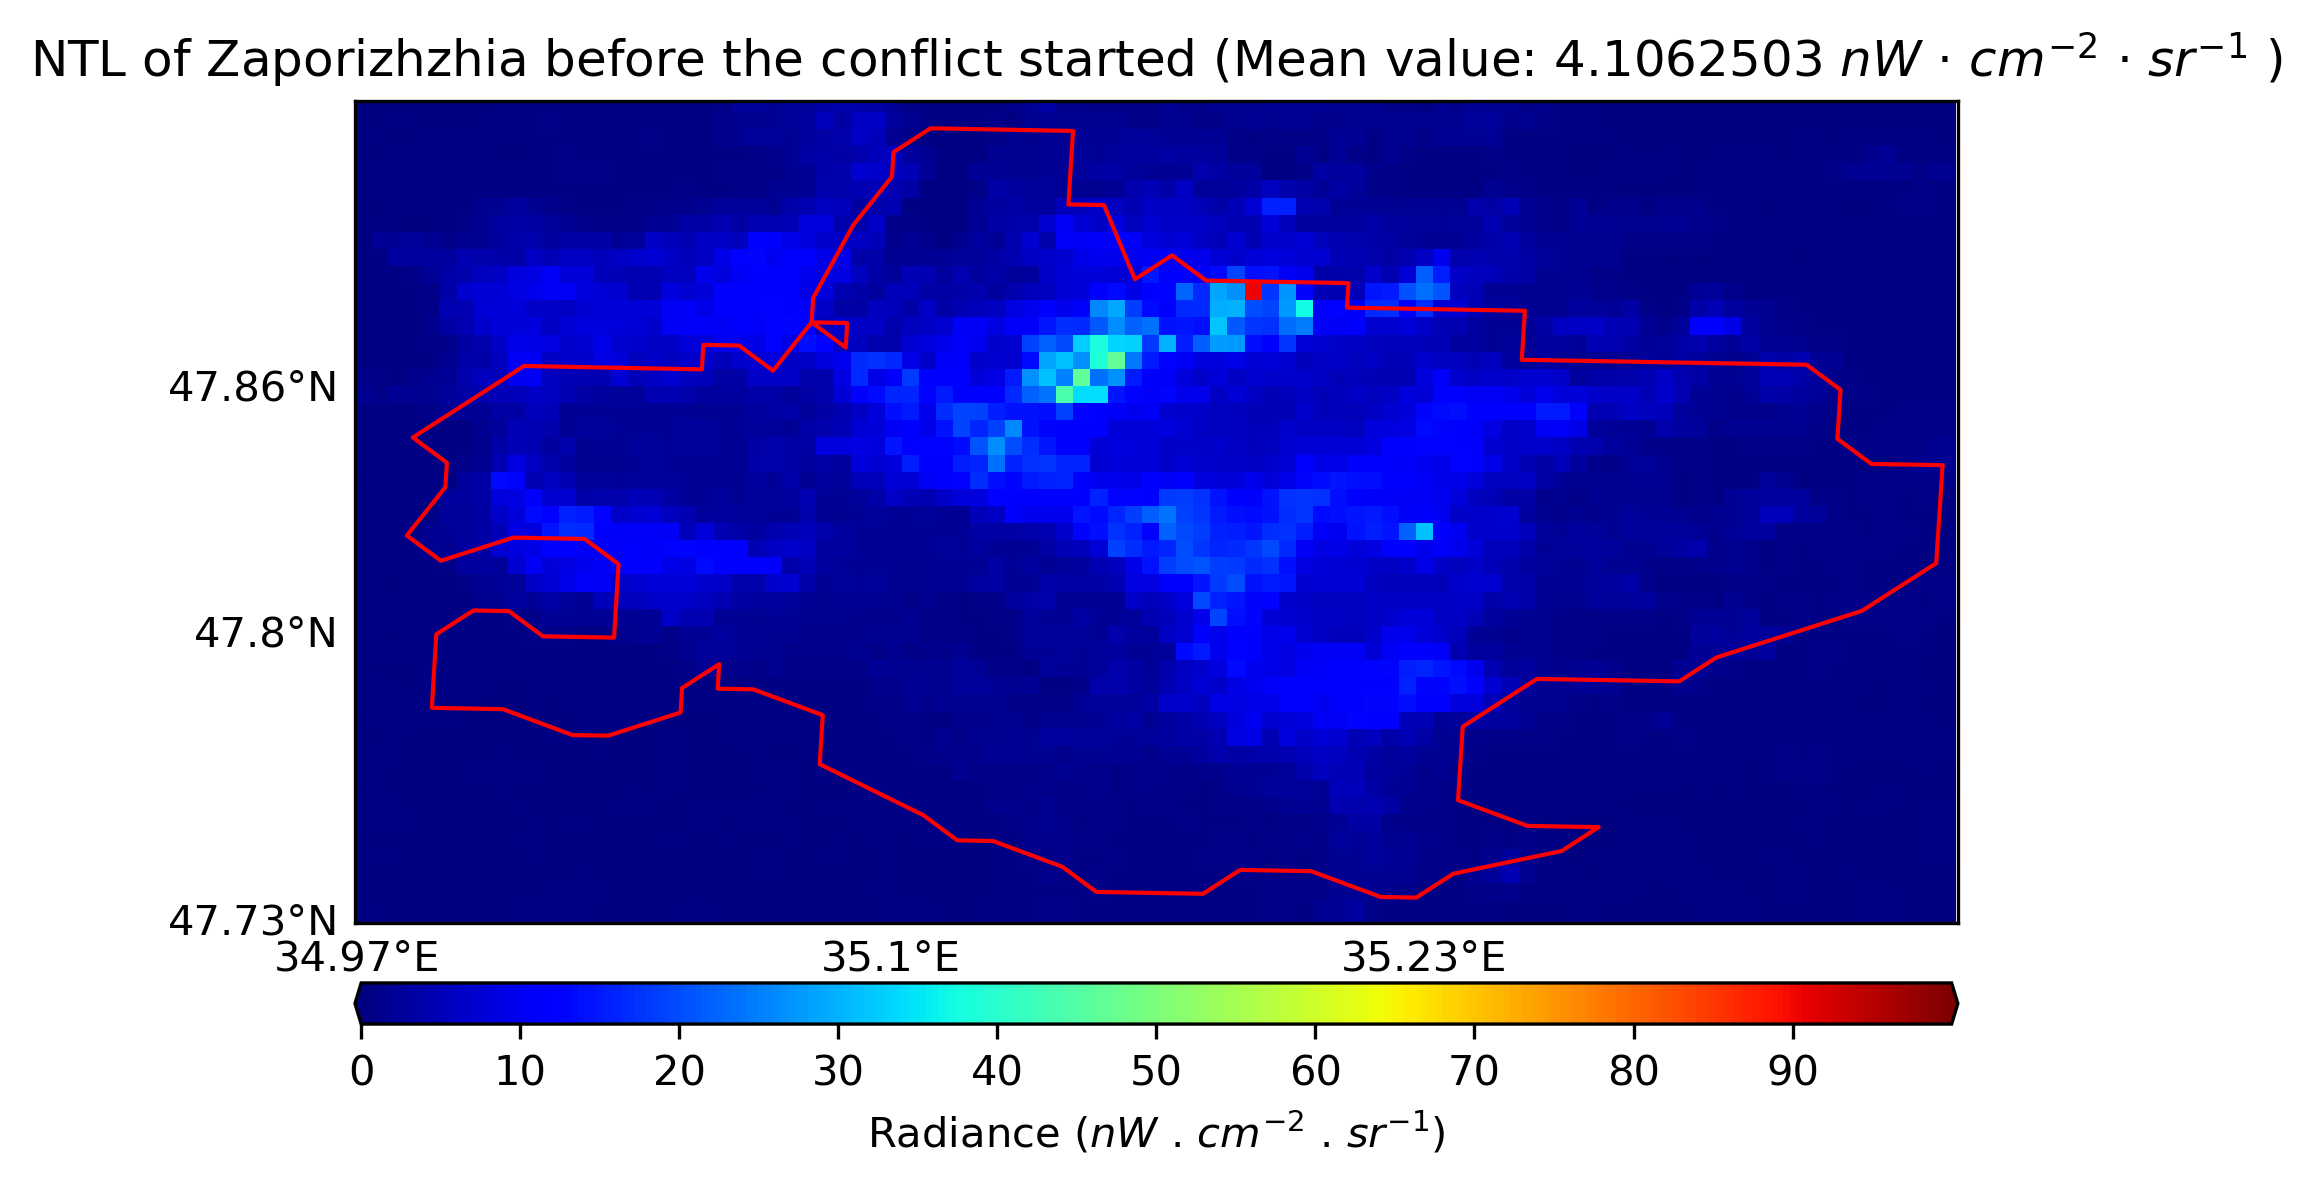 NTL of Zaporizhzhia before the conflict started (Mean value: 4.1062503 nW · cm⁻² · sr⁻¹ )
47.86°N
47.8°N
47.73°N
34.97°E 35.1°E 35.23°E
0 10 20 30 40 50 60 70 80 90
Radiance (nW . cm⁻² . sr⁻¹)